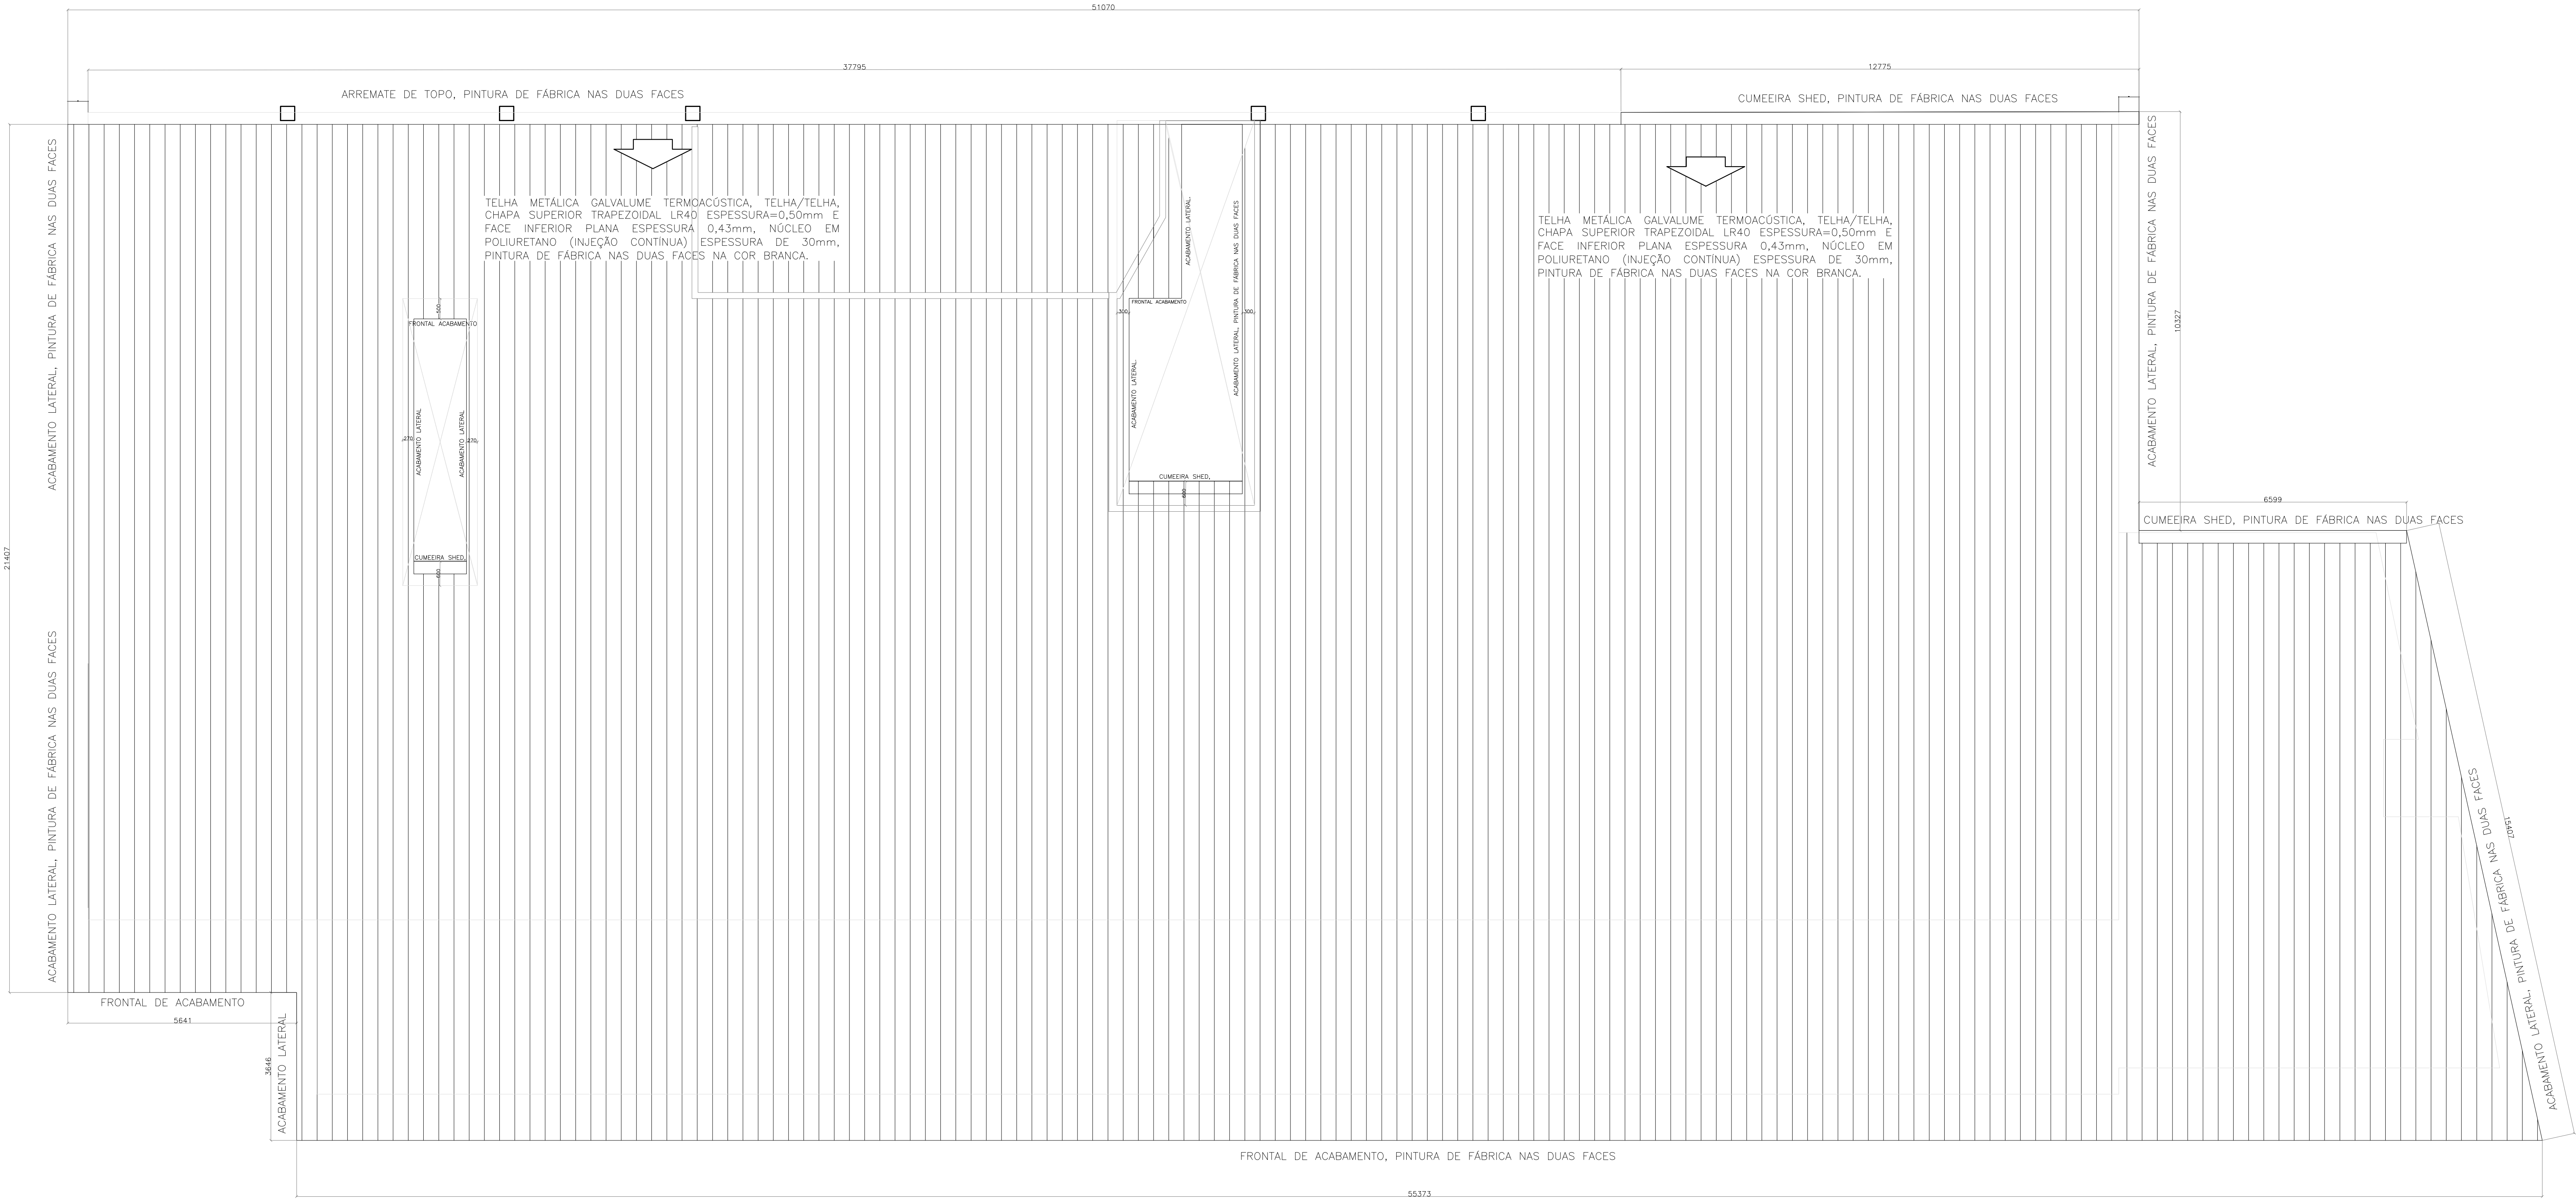 51070
37795
12775
ARREMATE DE TOPO, PINTURA DE FÁBRICA NAS DUAS FACES
CUMEEIRA SHED, PINTURA DE FÁBRICA NAS DUAS FACES
ACABAMENTO LATERAL, PINTURA DE FÁBRICA NAS DUAS FACES
ACABAMENTO LATERAL, PINTURA DE FÁBRICA NAS DUAS FACES
TELHA METÁLICA GALVALUME TERMOACÚSTICA, TELHA/TELHA,
CHAPA SUPERIOR TRAPEZOIDAL LR40 ESPESSURA=0,50mm E
FACE INFERIOR PLANA ESPESSURA 0,43mm, NÚCLEO EM
POLIURETANO (INJEÇÃO CONTÍNUA) ESPESSURA DE 30mm,
PINTURA DE FÁBRICA NAS DUAS FACES NA COR BRANCA.
ACABAMENTO LATERAL,
ACABAMENTO LATERAL, PINTURA DE FÁBRICA NAS DUAS FACES
TELHA METÁLICA GALVALUME TERMOACÚSTICA, TELHA/TELHA,
CHAPA SUPERIOR TRAPEZOIDAL LR40 ESPESSURA=0,50mm E
FACE INFERIOR PLANA ESPESSURA 0,43mm, NÚCLEO EM
POLIURETANO (INJEÇÃO CONTÍNUA) ESPESSURA DE 30mm,
PINTURA DE FÁBRICA NAS DUAS FACES NA COR BRANCA.
FRONTAL ACABAMENTO
300
300
500
FRONTAL ACABAMENTO
10327
ACABAMENTO LATERAL,
270
ACABAMENTO LATERAL
ACABAMENTO LATERAL
270
CUMEEIRA SHED,
600
6599
CUMEEIRA SHED, PINTURA DE FÁBRICA NAS DUAS FACES
21407
CUMEEIRA SHED,
600
ACABAMENTO LATERAL, PINTURA DE FÁBRICA NAS DUAS FACES
15407
ACABAMENTO LATERAL, PINTURA DE FÁBRICA NAS DUAS FACES
FRONTAL DE ACABAMENTO
5641
3646
ACABAMENTO LATERAL
FRONTAL DE ACABAMENTO, PINTURA DE FÁBRICA NAS DUAS FACES
55373